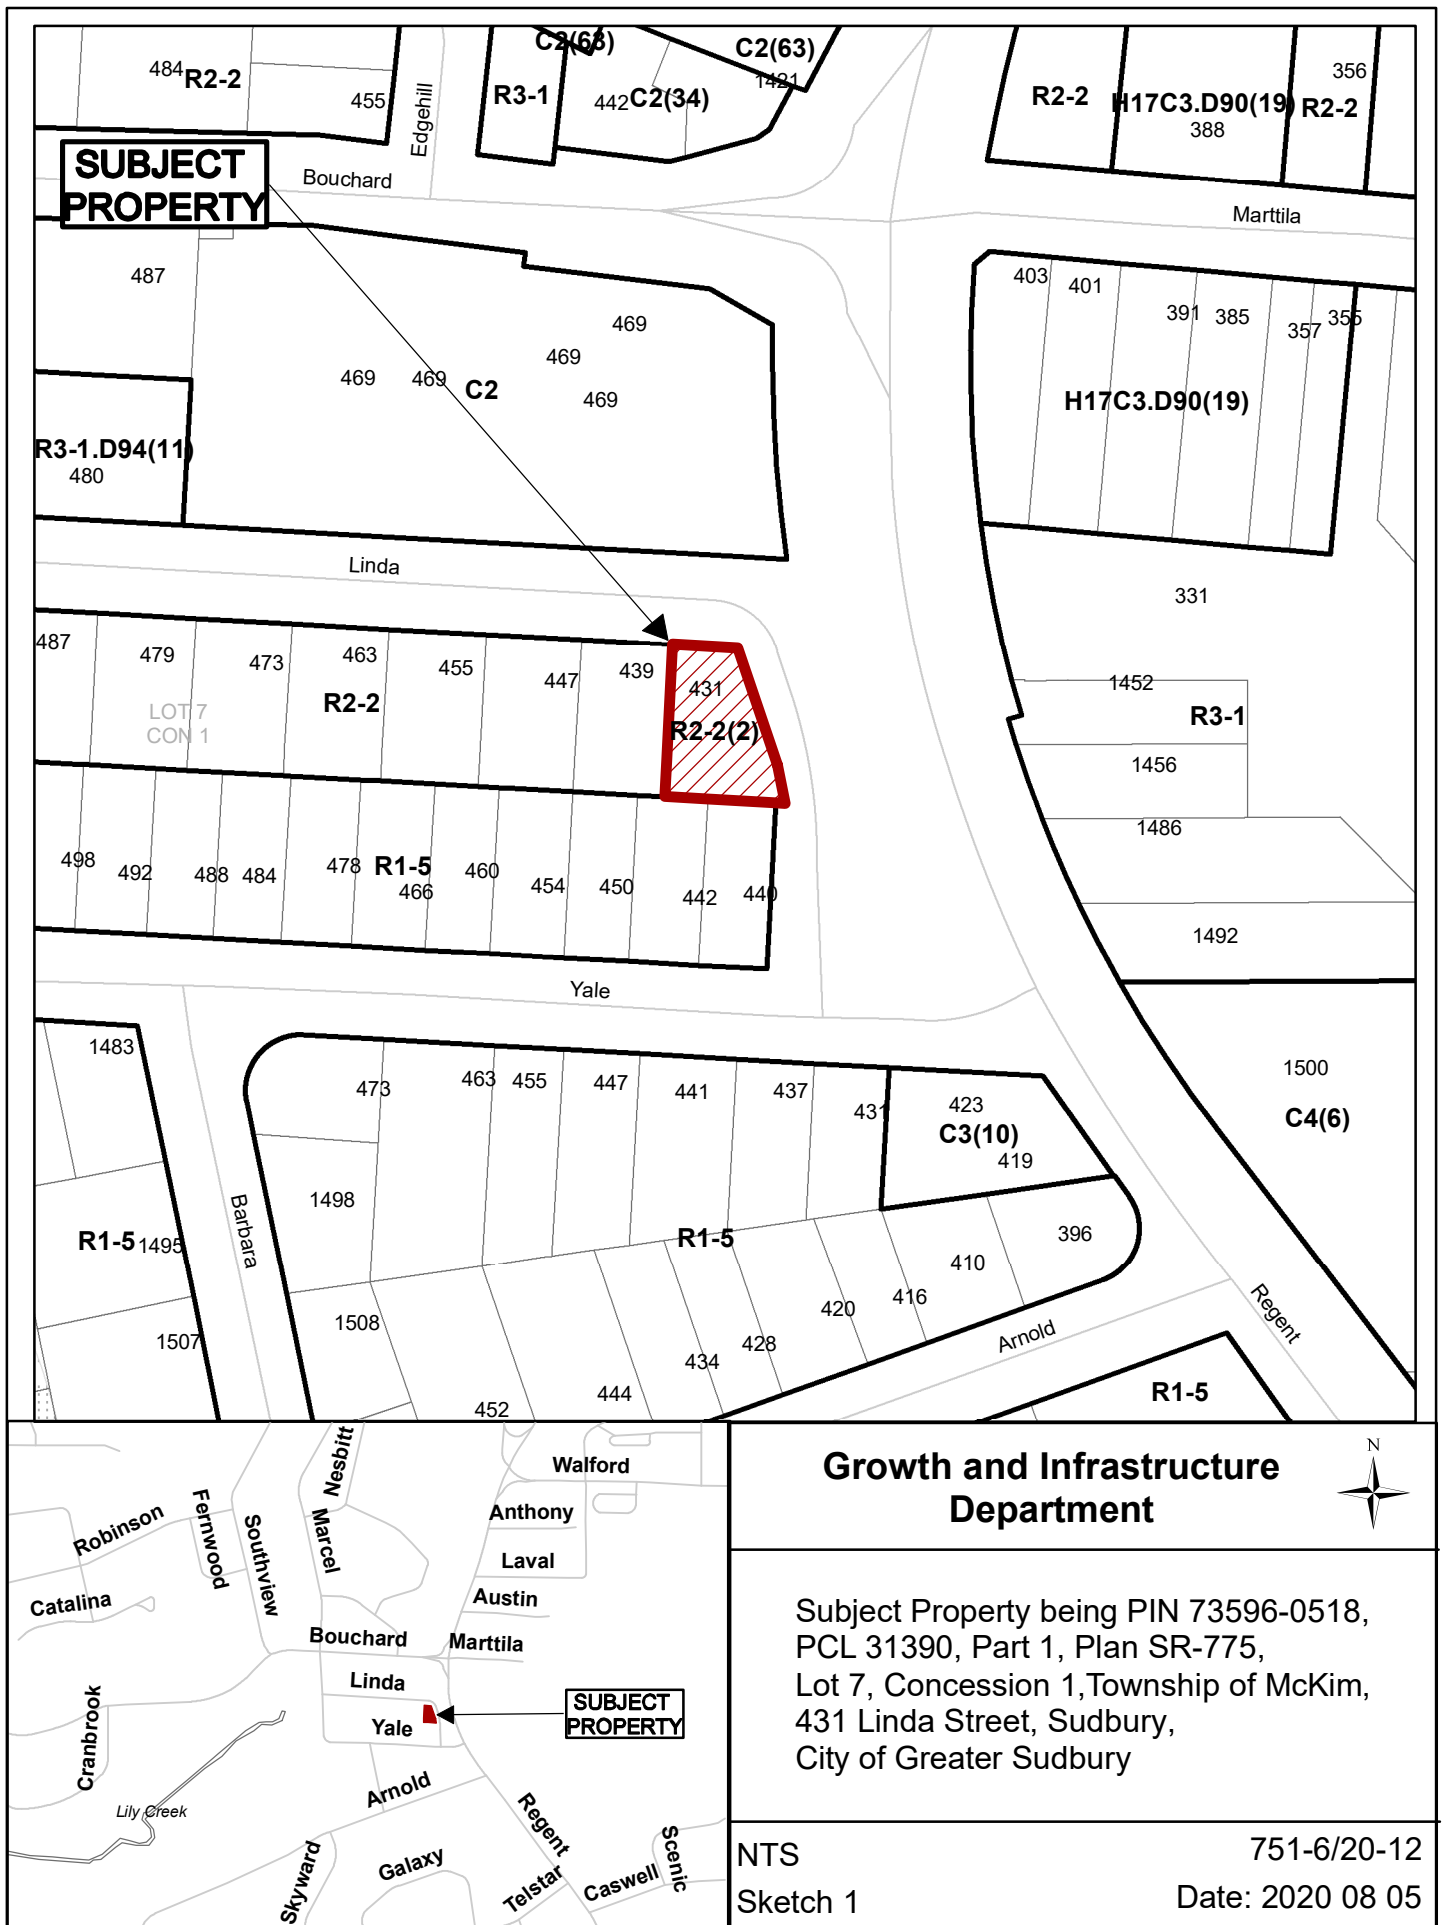 484
R2-2
455
Edgehill
R3-1
C2(63)
442
C2(34)
C2(63)
1421
R2-2
H17C3.D90(19)
388
R2-2
356
SUBJECT
PROPERTY
Bouchard
Marttila
487
469
469
469
469
469
C2
403
401
391
385
357
355
H17C3.D90(19)
R3-1.D94(11)
480
Linda
331
487
479
473
463
455
447
439
431
R2-2
R2-2(2)
LOT 7
CON 1
1452
R3-1
1456
1486
1492
498
492
488
484
478
R1-5
466
460
454
450
442
440
Yale
1483
473
463
455
447
441
437
431
423
C3(10)
419
1500
C4(6)
Barbara
1498
R1-5
1495
R1-5
396
410
416
420
428
434
444
452
1508
1507
Arnold
Regent
R1-5
Nesbitt
Walford
Robinson
Fernwood
Southview
Marcel
Anthony
Laval
Austin
Catalina
Bouchard
Marttila
Linda
Yale
SUBJECT
PROPERTY
Cranbrook
Lily Creek
Arnold
Regent
Skyward
Galaxy
Telstar
Caswell
Scenic
Growth and Infrastructure
Department
N
Subject Property being PIN 73596-0518,
PCL 31390, Part 1, Plan SR-775,
Lot 7, Concession 1,Township of McKim,
431 Linda Street, Sudbury,
City of Greater Sudbury
NTS
751-6/20-12
Sketch 1
Date: 2020 08 05